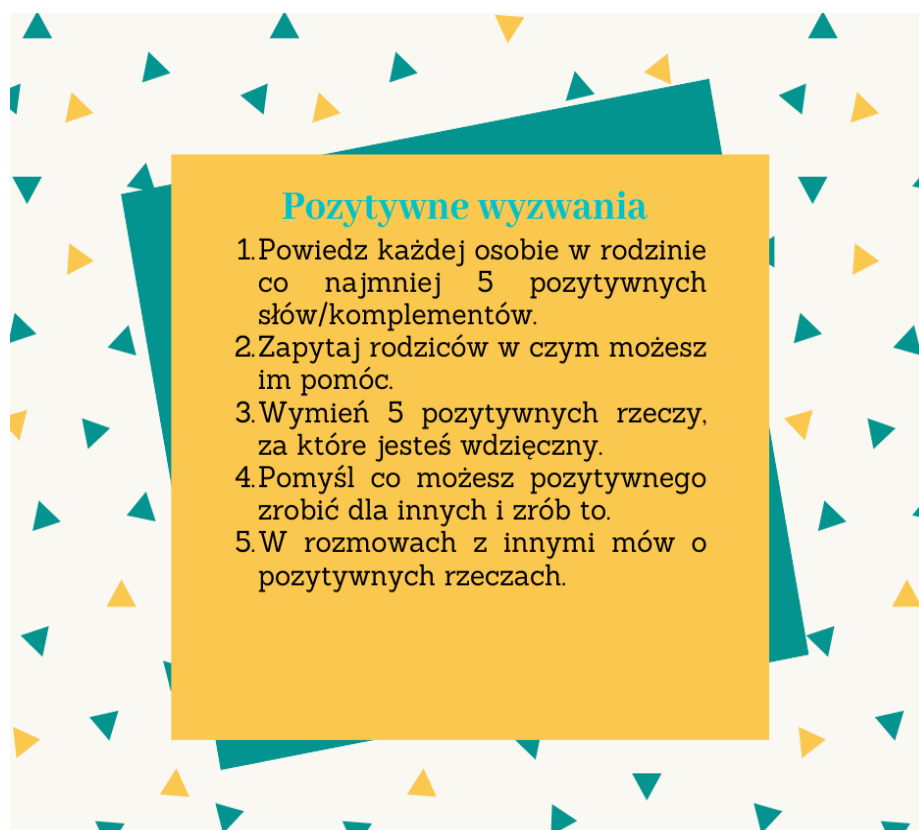 Pozytywne wyzwania
1. Powiedz każdej osobie w rodzinie
co najmniej 5 pozytywnych
słów/komplementów.
2. Zapytaj rodziców w czym możesz
im pomóc.
3. Wymień 5 pozytywnych rzeczy,
za które jesteś wdzięczny.
4. Pomyśl co możesz pozytywnego
zrobić dla innych i zrób to.
5. W rozmowach z innymi mów o
pozytywnych rzeczach.